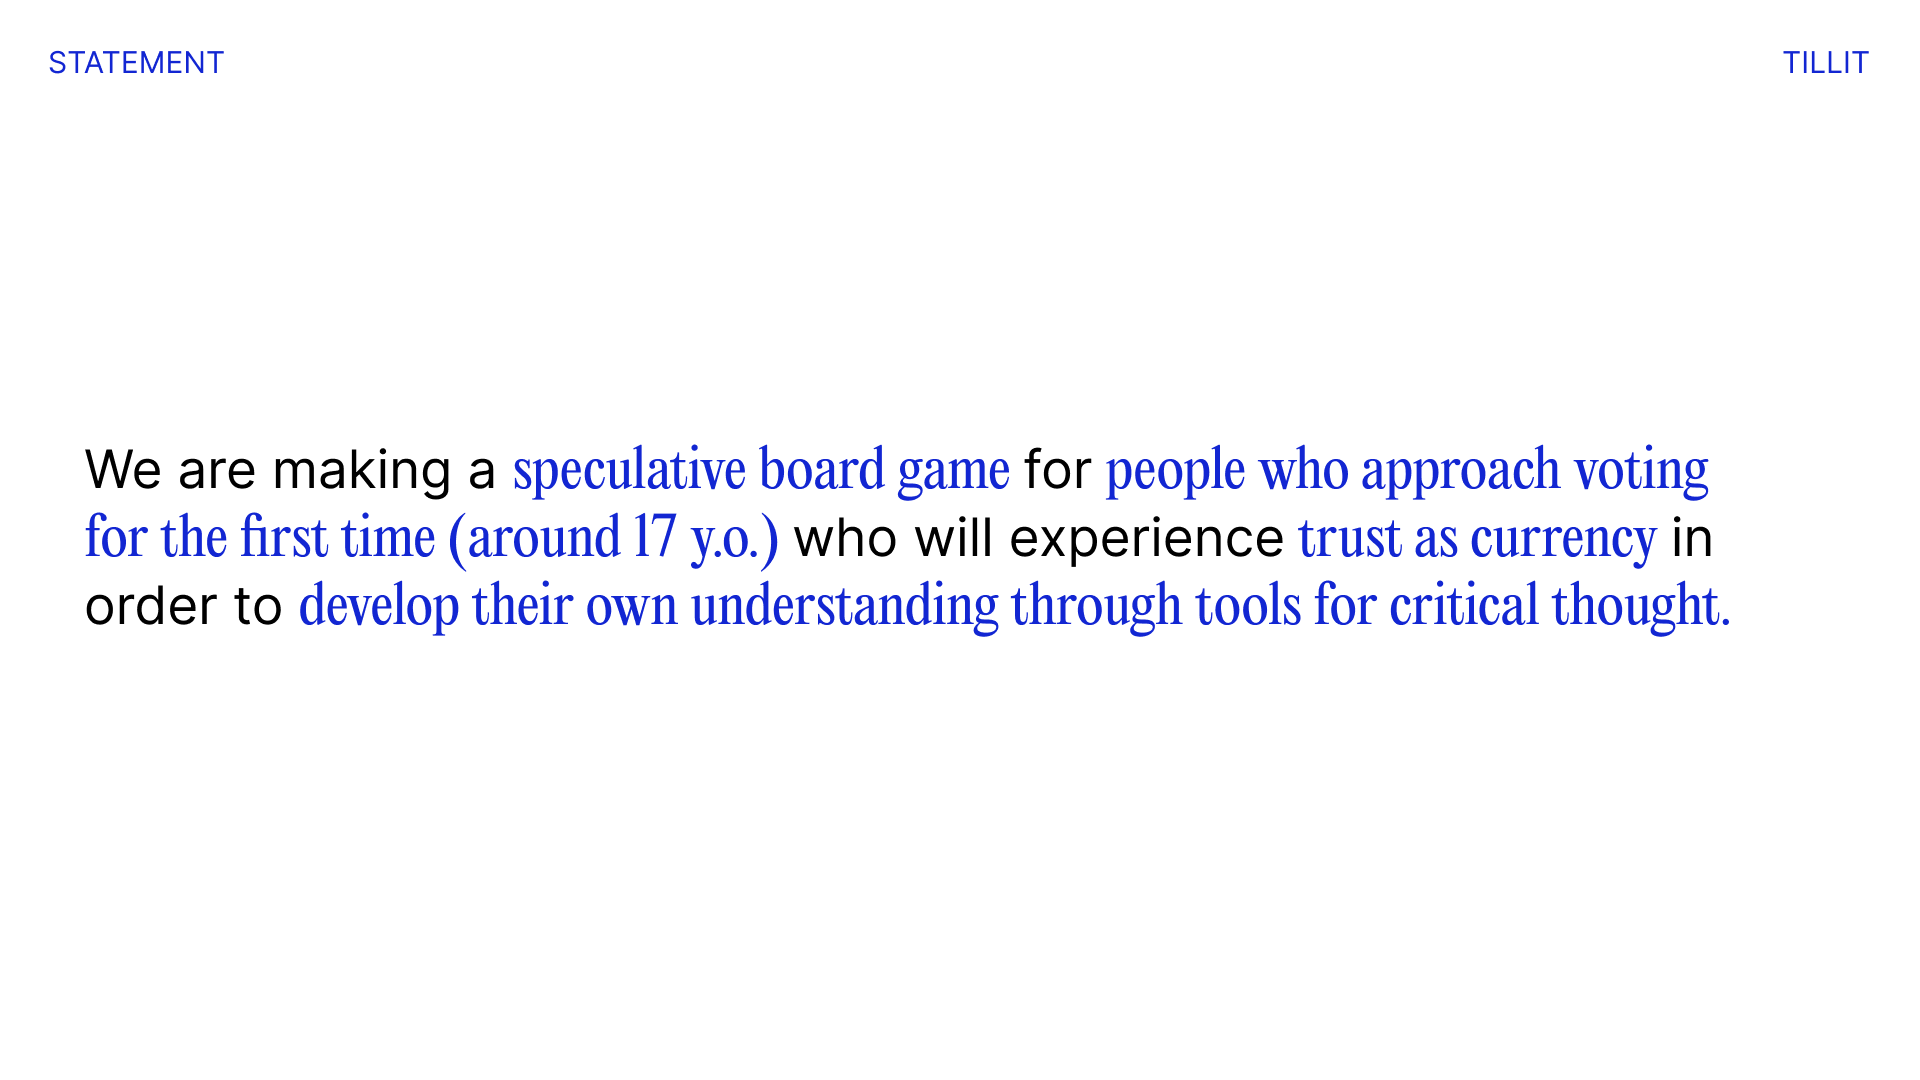 STATEMENT
TILLIT
We are making a speculative board game for people who approach voting
for the first time (around 17 y.o.) who will experience trust as currency in
order to develop their own understanding through tools for critical thought.